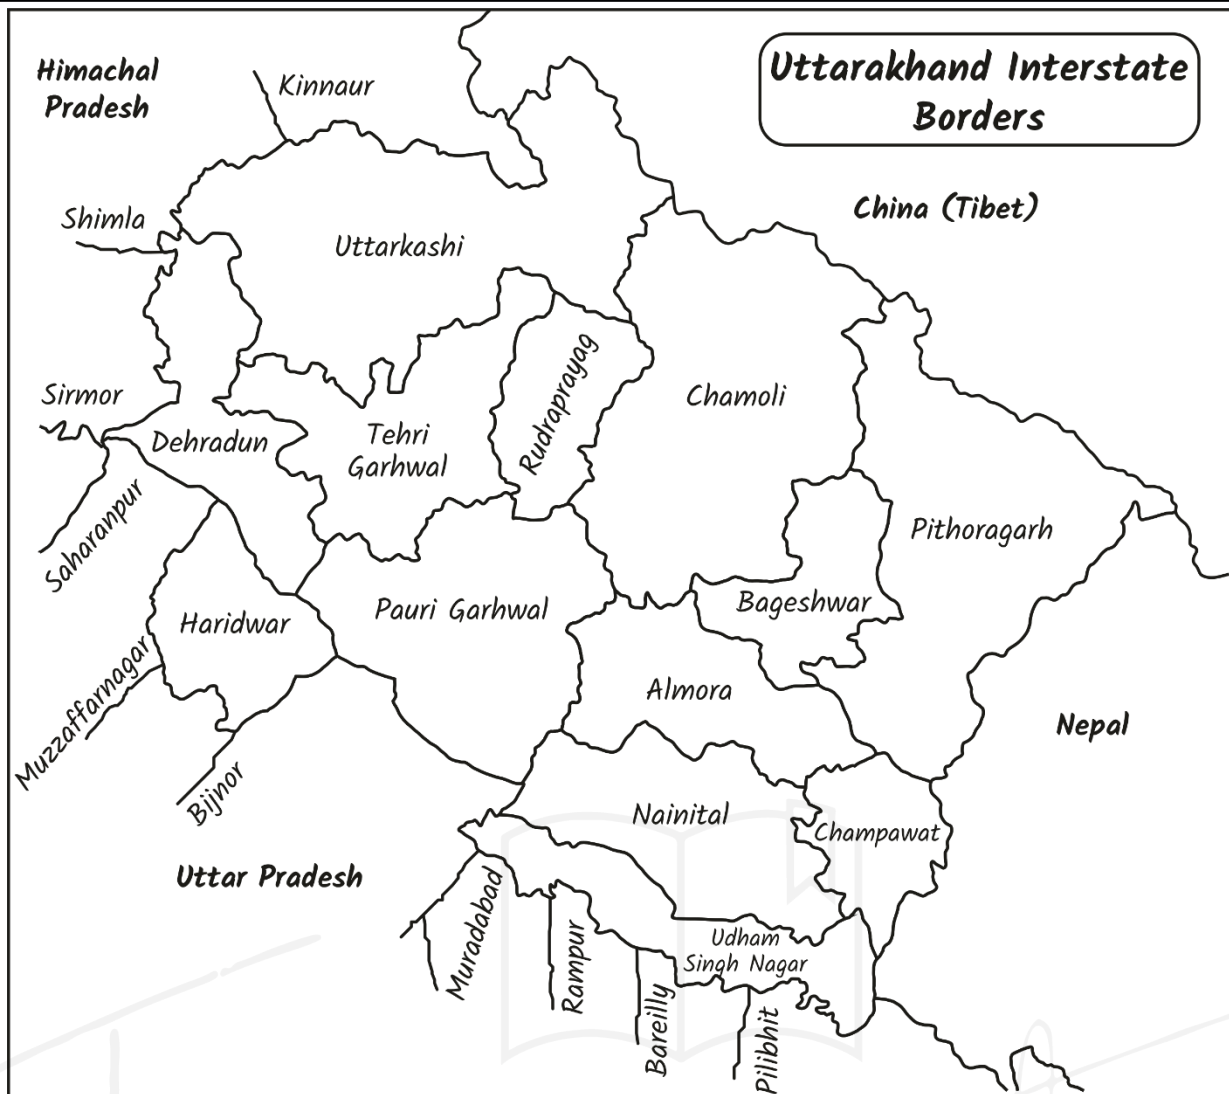 Himachal
Pradesh
Kinnaur
Uttarakhand Interstate
Borders
Shimla
China (Tibet)
Uttarkashi
Sirmor
Dehradun
Tehri
Garhwal
Rudraprayag
Chamoli
Saharanpur
Pithoragarh
Haridwar
Pauri Garhwal
Bageshwar
Muzzaffarnagar
Almora
Nepal
Bijnor
Nainital
Champawat
Uttar Pradesh
Muradabad
Rampur
Udham
Singh Nagar
Bareilly
Pilibhit